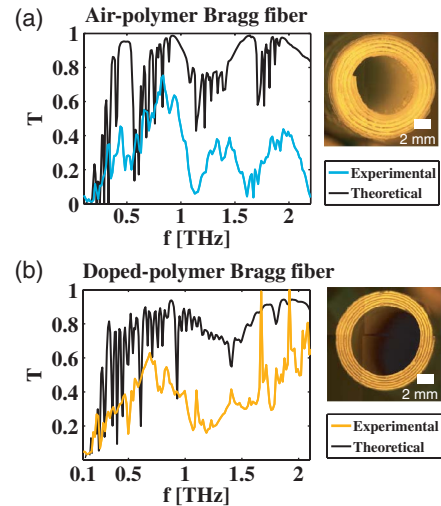 (a)
Air-polymer Bragg fiber
1
0.8
0.6
0.4
0.2
0
T
0.5 1 1.5 2
f [THz]
2 mm
Experimental
Theoretical
(b)
Doped-polymer Bragg fiber
1
0.8
0.6
0.4
0.2
T
0.1 0.5 1 1.5 2
f [THz]
2 mm
Experimental
Theoretical